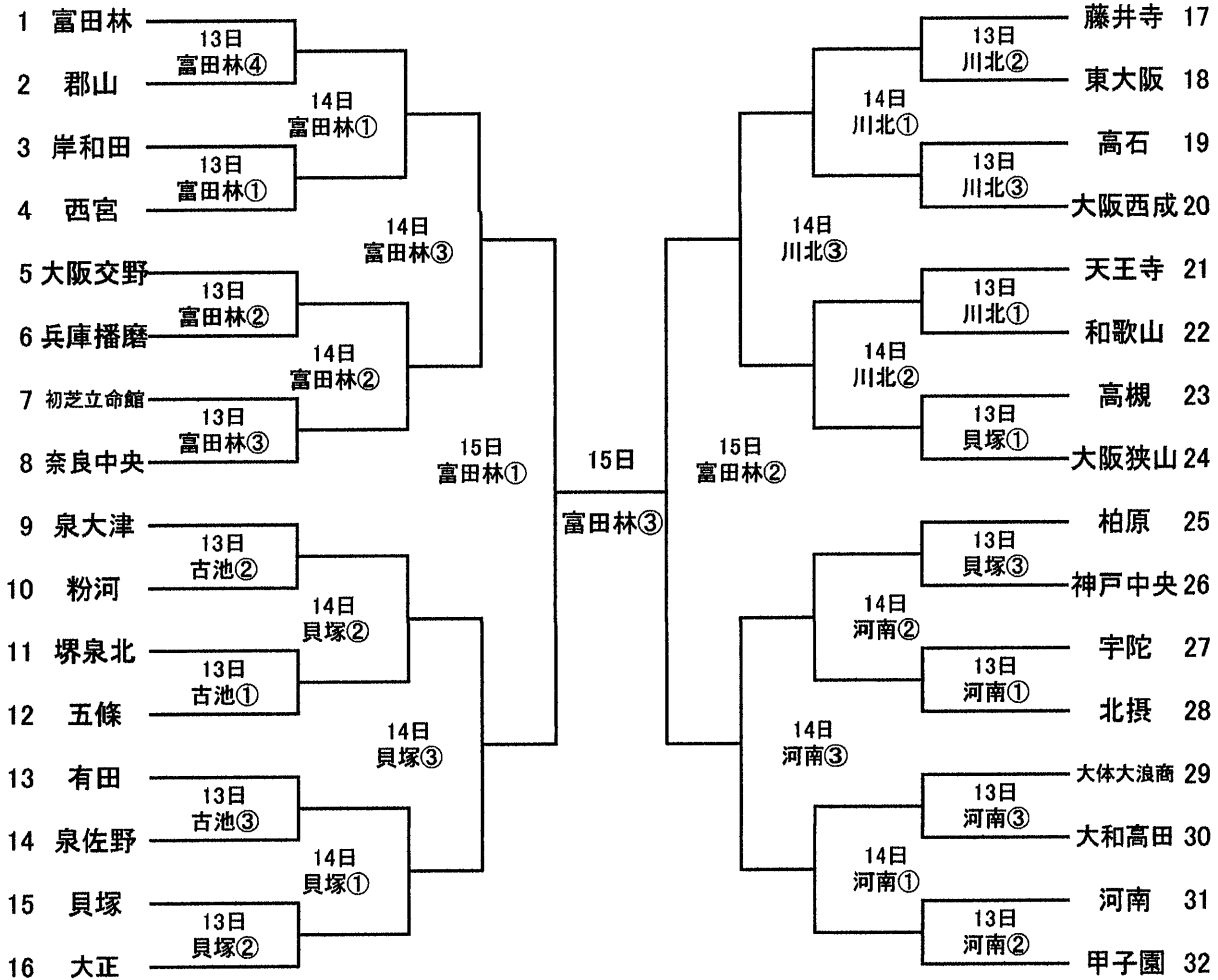 1 富田林
13日
富田林④
2 郡山
14日
富田林①
3 岸和田
13日
富田林①
4 西宮
14日
富田林③
5 大阪交野
13日
富田林②
6 兵庫播磨
14日
富田林②
7 初芝立命館
13日
富田林③
8 奈良中央
15日
富田林①
9 泉大津
13日
古池②
10 粉河
14日
貝塚②
11 堺泉北
13日
古池①
12 五條
14日
貝塚③
13 有田
13日
古池③
14 泉佐野
14日
貝塚①
15 貝塚
13日
貝塚②
16 大正
15日
富田林③
藤井寺 17
13日
川北②
東大阪 18
14日
川北①
高石 19
13日
川北③
大阪西成 20
14日
川北③
天王寺 21
13日
川北①
和歌山 22
14日
川北②
高槻 23
13日
貝塚①
大阪狭山 24
15日
富田林②
柏原 25
13日
貝塚③
神戸中央 26
14日
河南②
宇陀 27
13日
河南①
北摂 28
14日
河南③
大体大浪商 29
13日
河南③
大和高田 30
14日
河南①
河南 31
13日
河南②
甲子園 32